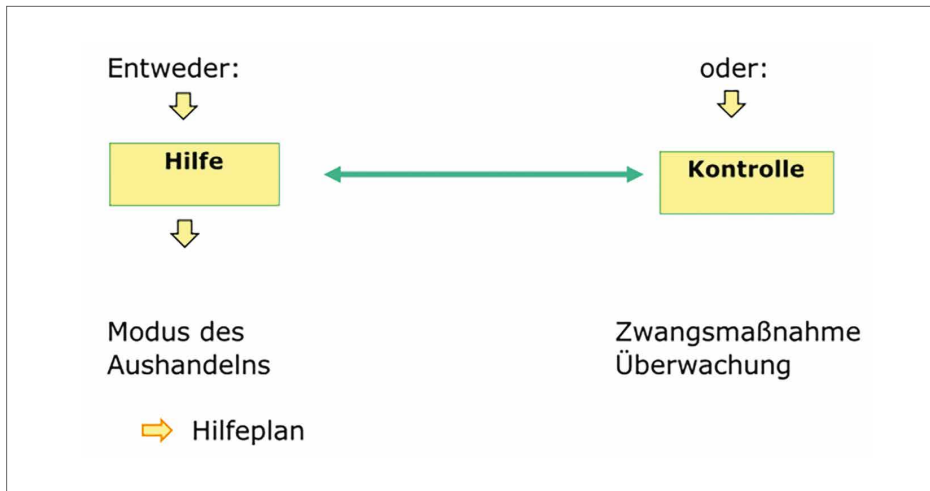 Entweder:
oder:
Hilfe
Kontrolle
Modus des
Aushandelns
Zwangsmaßnahme
Überwachung
Hilfeplan